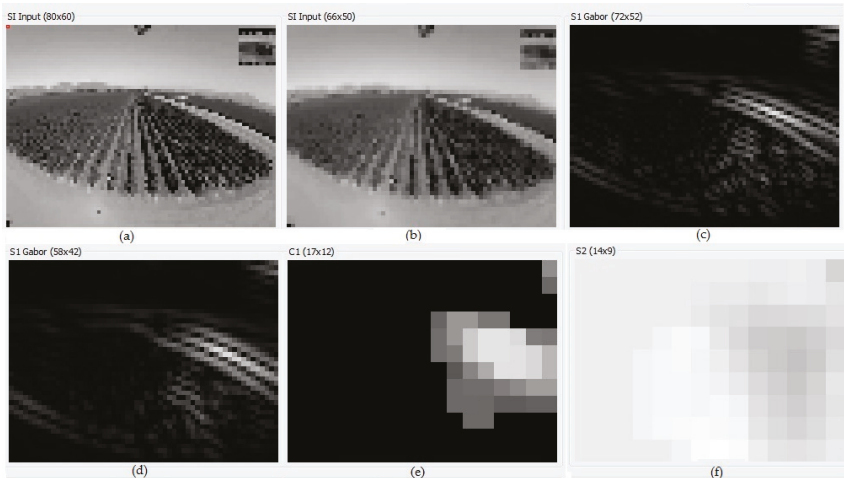 SI Input (80x60)
SI Input (66x50)
S1 Gabor (72x52)
(a)
(b)
(c)
S1 Gabor (58x42)
C1 (17x12)
S2 (14x9)
(d)
(e)
(f)